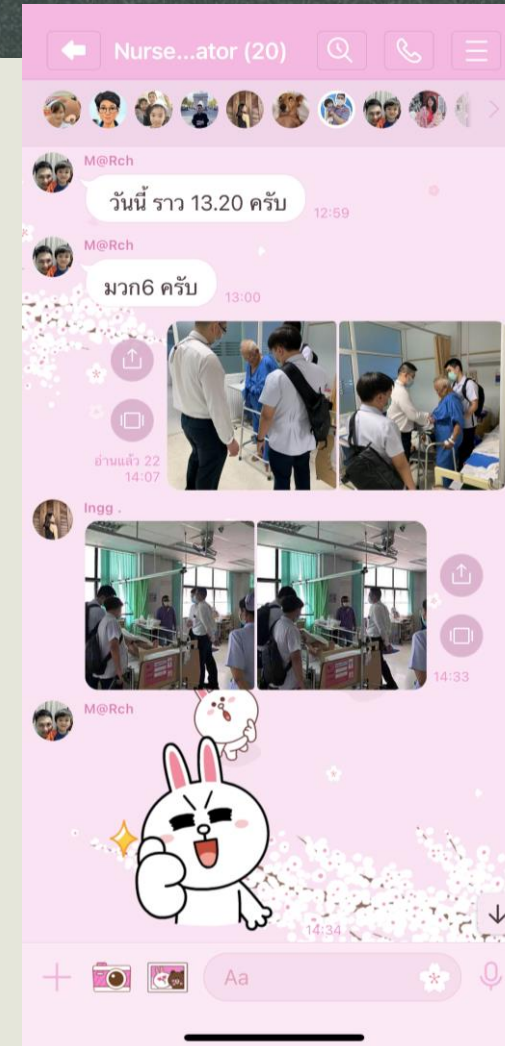 Nurse...ator (20)
M@Rch
วันนี้ ราว 13.20 ครับ
12:59
M@Rch
มวก6 ครับ
13:00
อ่านแล้ว 22
14:07
Ingg .
14:33
M@Rch
14:34
Aa